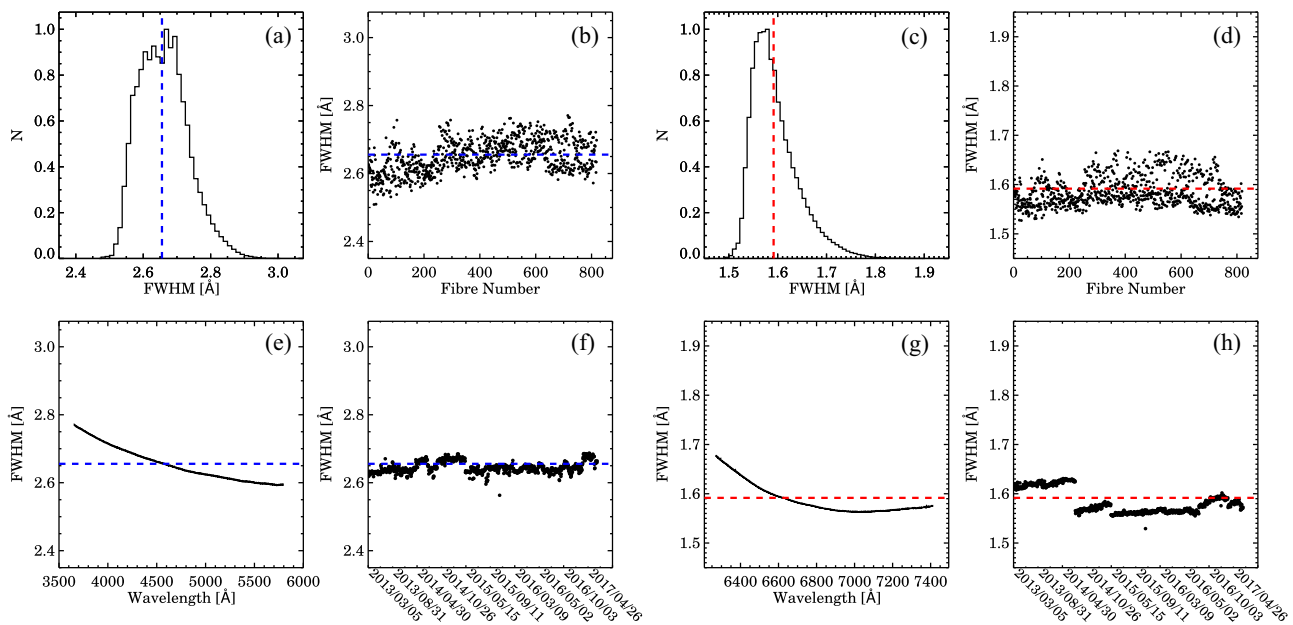 (a)
N
1.0
0.8
0.6
0.4
0.2
0.0
2.4 2.6 2.8 3.0
FWHM [Å]
(b)
FWHM [Å]
3.0
2.8
2.6
2.4
0 200 400 600 800
Fibre Number
(c)
N
1.0
0.8
0.6
0.4
0.2
0.0
1.5 1.6 1.7 1.8 1.9
FWHM [Å]
(d)
FWHM [Å]
1.9
1.8
1.7
1.6
1.5
0 200 400 600 800
Fibre Number
(e)
FWHM [Å]
3.0
2.8
2.6
2.4
3500 4000 4500 5000 5500 6000
Wavelength [Å]
(f)
FWHM [Å]
3.0
2.8
2.6
2.4
2013/03/05
2013/08/31
2014/04/30
2014/10/26
2015/05/15
2015/09/11
2016/03/09
2016/05/02
2016/10/03
2017/04/26
(g)
FWHM [Å]
1.9
1.8
1.7
1.6
1.5
6400 6600 6800 7000 7200 7400
Wavelength [Å]
(h)
FWHM [Å]
1.9
1.8
1.7
1.6
1.5
2013/03/05
2013/08/31
2014/04/30
2014/10/26
2015/05/15
2015/09/11
2016/03/09
2016/05/02
2016/10/03
2017/04/26